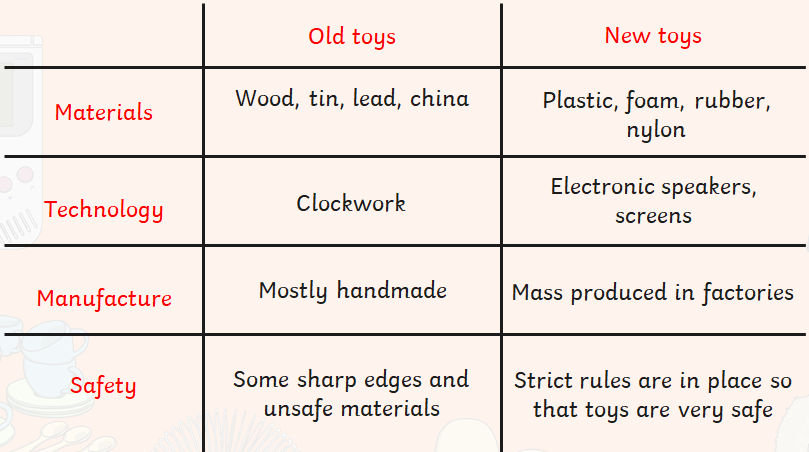 Old toys
New toys
Materials
Wood, tin, lead, china
Plastic, foam, rubber,
nylon
Technology
Clockwork
Electronic speakers,
screens
Manufacture
Mostly handmade
Mass produced in factories
Safety
Some sharp edges and
unsafe materials
Strict rules are in place so
that toys are very safe